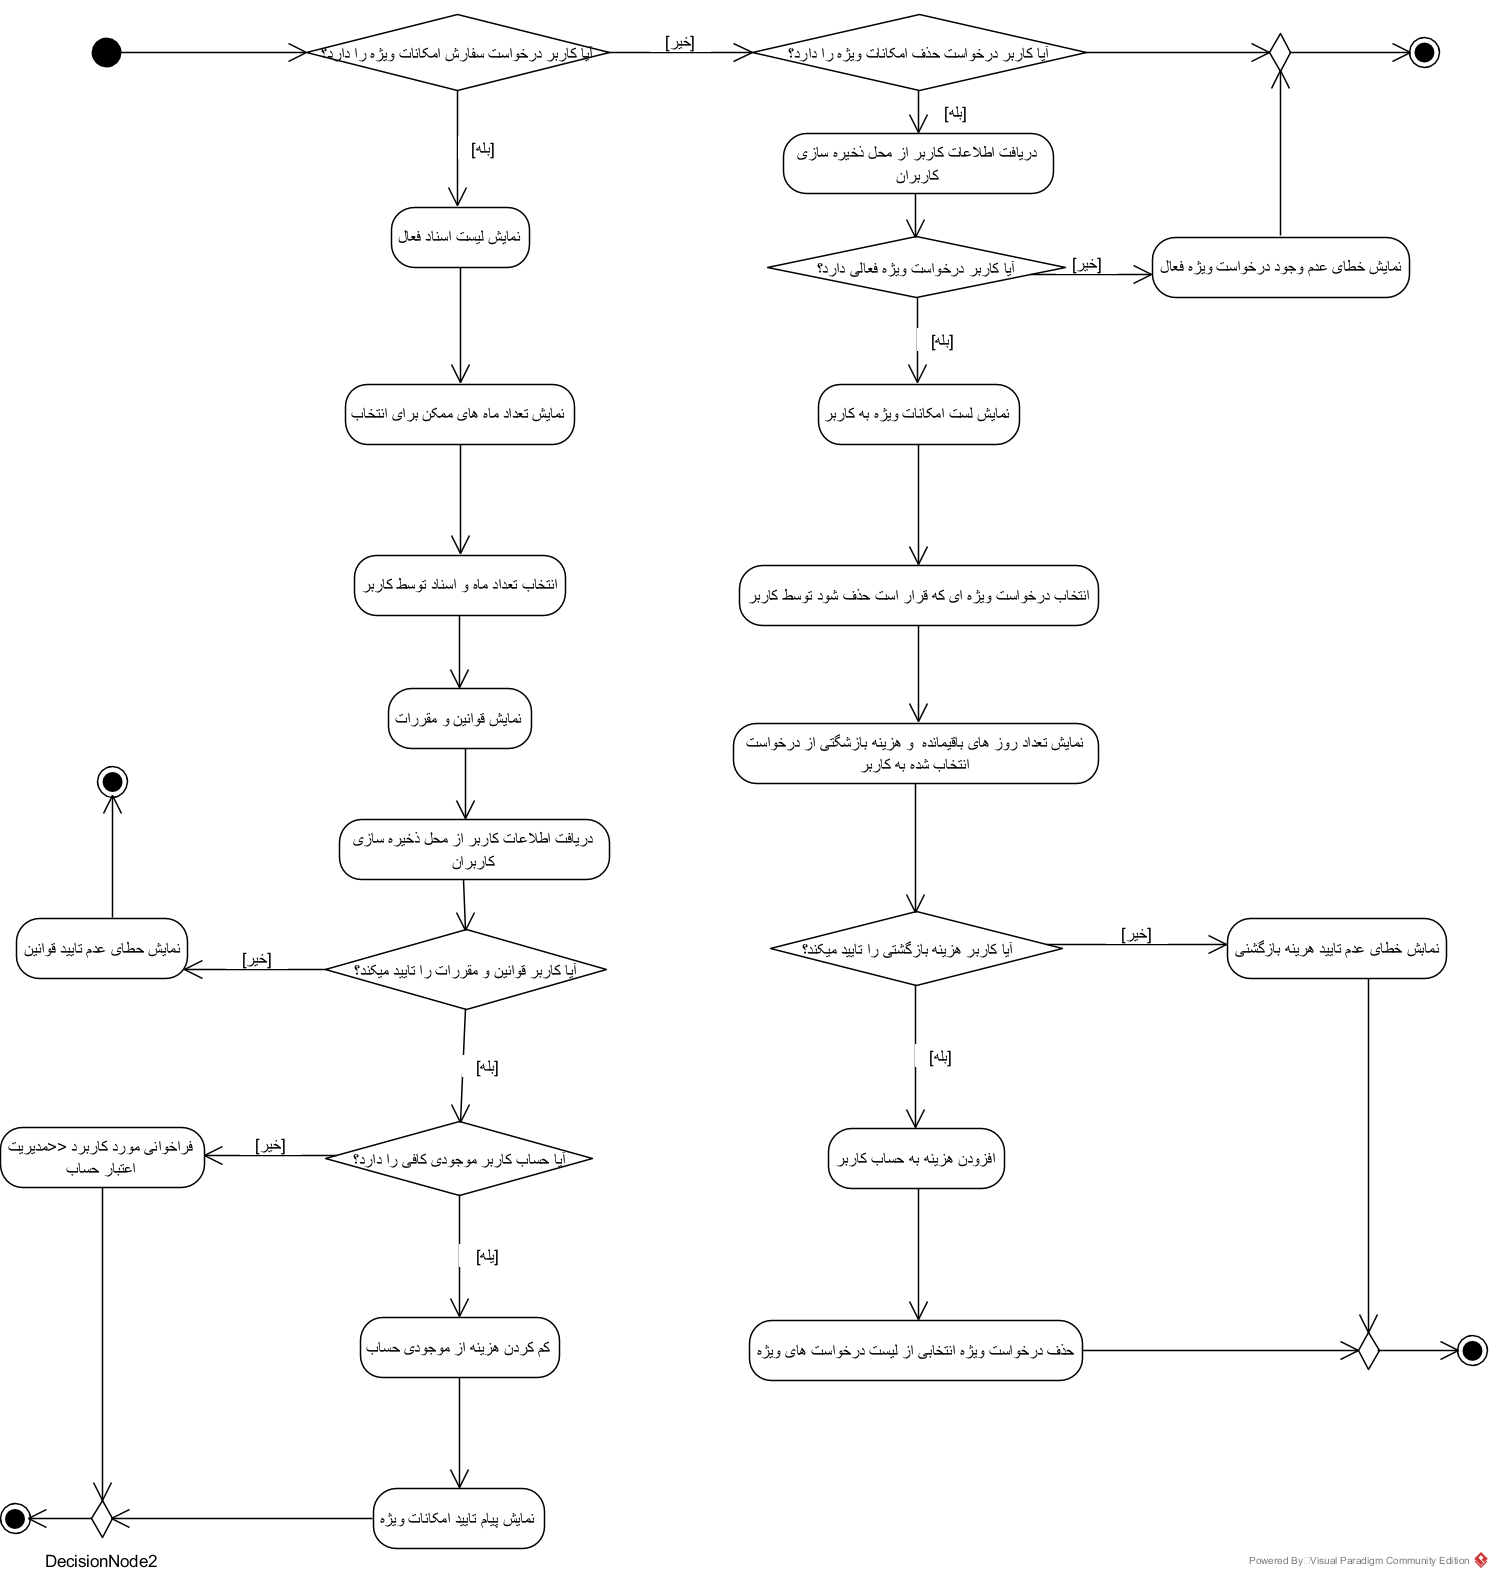 آیا کاربر درخواست سفارش امکانات ویژه را دارد؟
[خیر]
آیا کاربر درخواست حذف امکانات ویژه را دارد؟
[بله]
دریافت اطلاعات کاربر از محل ذخیره سازی
کاربران
[بله]
نمایش لیست اسناد فعال
آیا کاربر درخواست ویژه فعالی دارد؟
[خیر]
نمایش خطای عدم وجود درخواست ویژه فعال
[بله]
نمایش تعداد ماه های ممکن برای انتخاب
نمایش لست امکانات ویژه به کاربر
انتخاب تعداد ماه و اسناد توسط کاربر
انتخاب درخواست ویژه ای که قرار است حذف شود توسط کاربر
نمایش قوانین و مقررات
نمایش تعداد روز های باقیمانده و هزینه بازشگتی از درخواست
انتخاب شده به کاربر
دریافت اطلاعات کاربر از محل ذخیره سازی
کاربران
نمایش حطای عدم تایید قوانین
[خیر]
آیا کاربر قوانین و مقررات را تایید میکند؟
آیا کاربر هزینه بازگشتی را تایید میکند؟
[خیر]
نمابش خطای عدم تایید هرینه بازگشتی
[بله]
[بله]
فراخوانی مورد کاربرد <<مدیریت
اعتبار حساب
[خیر]
آیا حساب کاربر موجودی کافی را دارد؟
افزودن هزینه به حساب کاربر
[یله]
کم کردن هزینه از موجودی حساب
حذف درخواست ویژه انتخابی از لیست درخواست های ویژه
نمایش پیام تایید امکانات ویژه
DecisionNode2
Powered By Visual Paradigm Community Edition